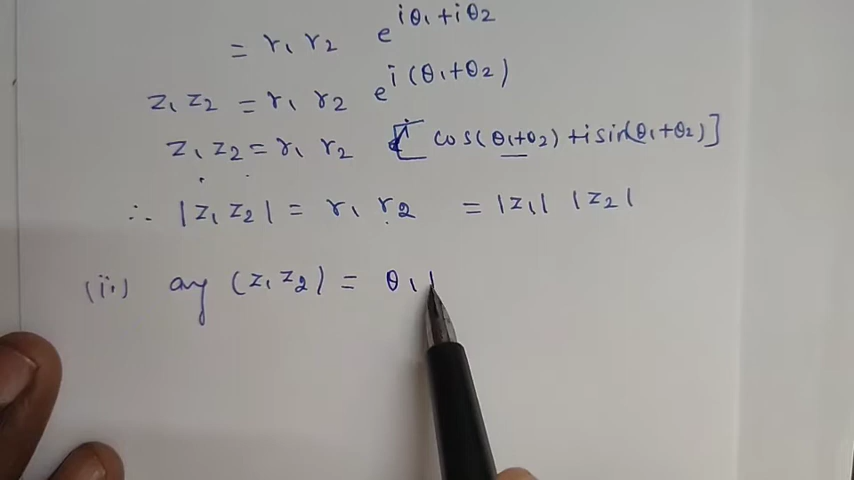 = r₁ r₂ e^{iθ₁+iθ₂}
z₁ z₂ = r₁ r₂ e^{i(θ₁+θ₂)}
z₁ z₂ = r₁ r₂ [cos(θ₁+θ₂) + i sin(θ₁+θ₂)]
∴ |z₁ z₂| = r₁ r₂ = |z₁| |z₂|
(ii) arg (z₁ z₂) = θ₁